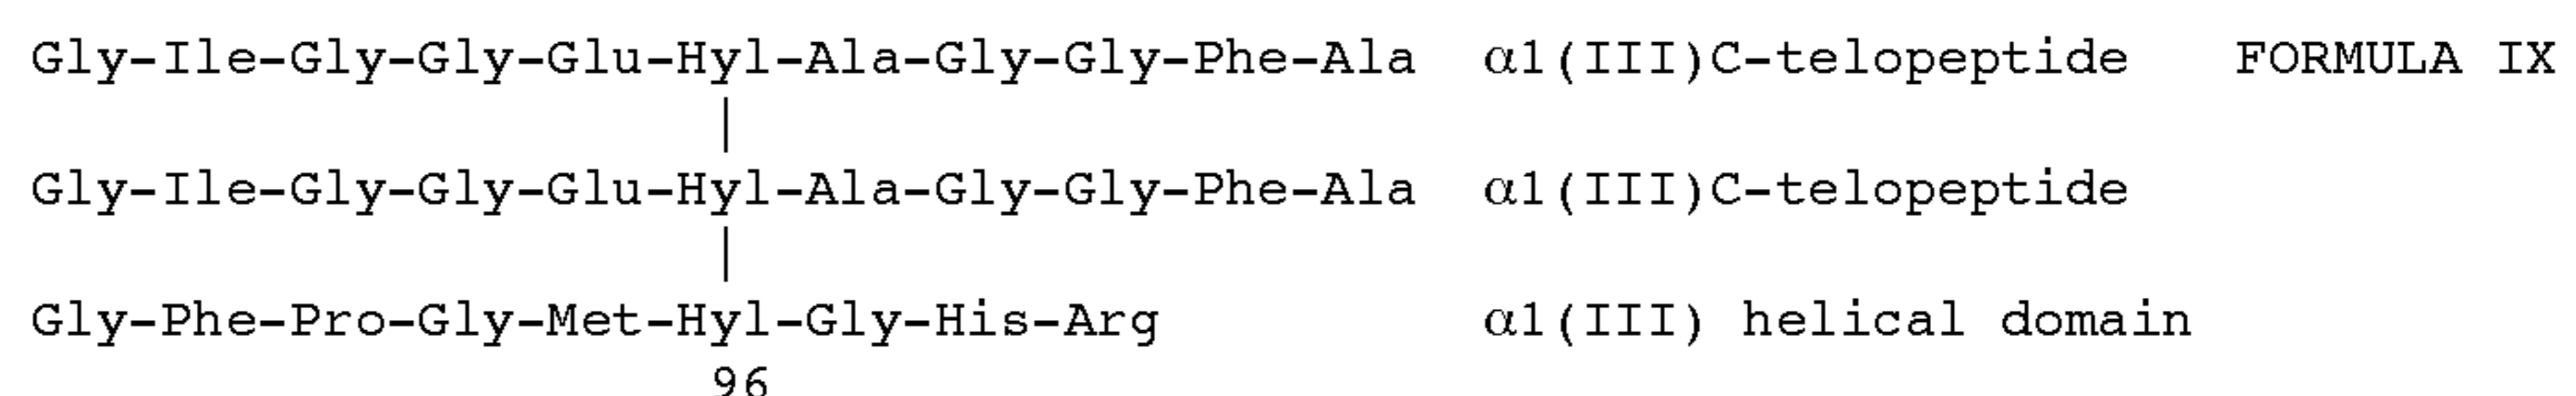 Gly-Ile-Gly-Gly-Glu-Hyl-Ala-Gly-Gly-Phe-Ala α1(III)C-telopeptide FORMULA IX
|
Gly-Ile-Gly-Gly-Glu-Hyl-Ala-Gly-Gly-Phe-Ala α1(III)C-telopeptide
|
Gly-Phe-Pro-Gly-Met-Hyl-Gly-His-Arg α1(III) helical domain
96